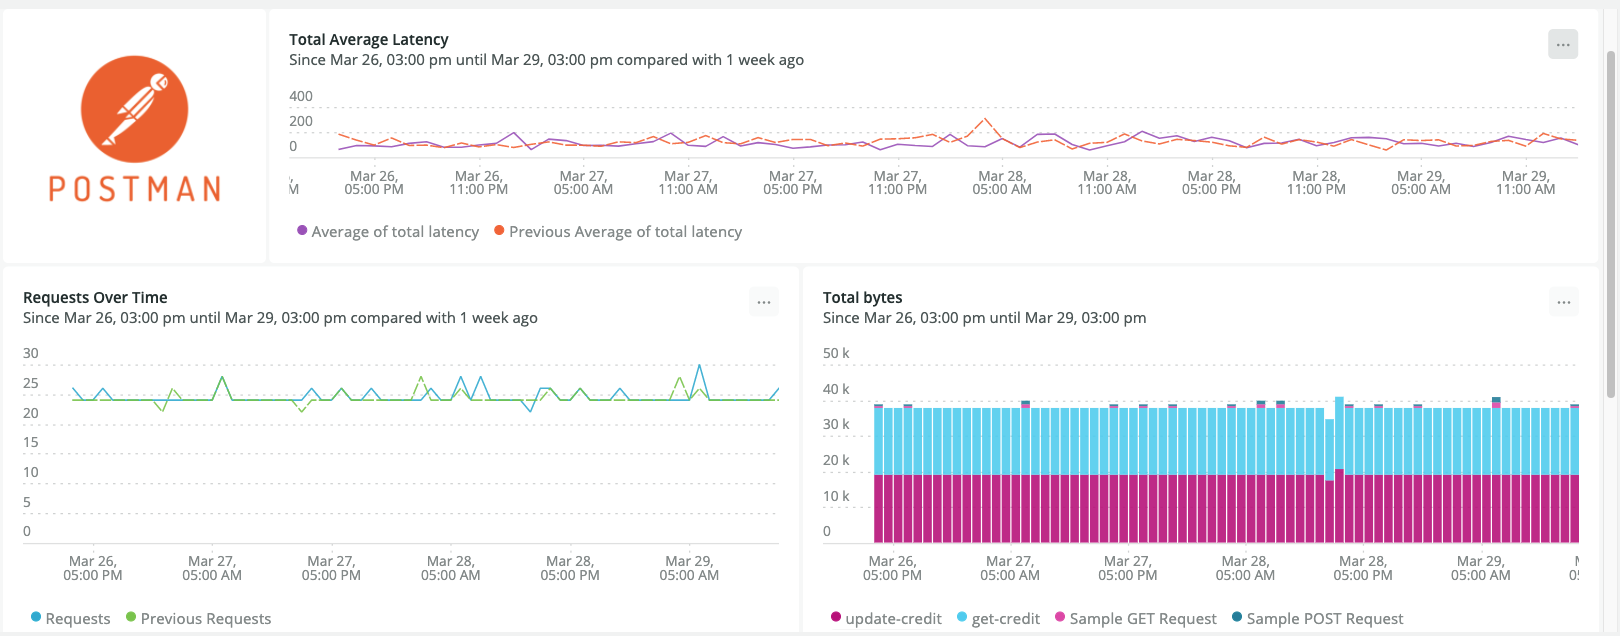 POSTMAN
Total Average Latency
Since Mar 26, 03:00 pm until Mar 29, 03:00 pm compared with 1 week ago
...
400
200
0
, Mar 26, Mar 26, Mar 27, Mar 27, Mar 27, Mar 27, Mar 28, Mar 28, Mar 28, Mar 28, Mar 29, Mar 29,
M 05:00 PM 11:00 PM 05:00 AM 11:00 AM 05:00 PM 11:00 PM 05:00 AM 11:00 AM 05:00 PM 11:00 PM 05:00 AM 11:00 AM
Average of total latency Previous Average of total latency
Requests Over Time
Since Mar 26, 03:00 pm until Mar 29, 03:00 pm compared with 1 week ago
...
30
25
20
15
10
5
0
Mar 26, Mar 27, Mar 27, Mar 28, Mar 28, Mar 29,
05:00 PM 05:00 AM 05:00 PM 05:00 AM 05:00 PM 05:00 AM
Requests Previous Requests
Total bytes
Since Mar 26, 03:00 pm until Mar 29, 03:00 pm
...
50 k
40 k
30 k
20 k
10 k
0
Mar 26, Mar 27, Mar 27, Mar 28, Mar 28, Mar 29,
05:00 PM 05:00 AM 05:00 PM 05:00 AM 05:00 PM 05:00 AM
update-credit get-credit Sample GET Request Sample POST Request